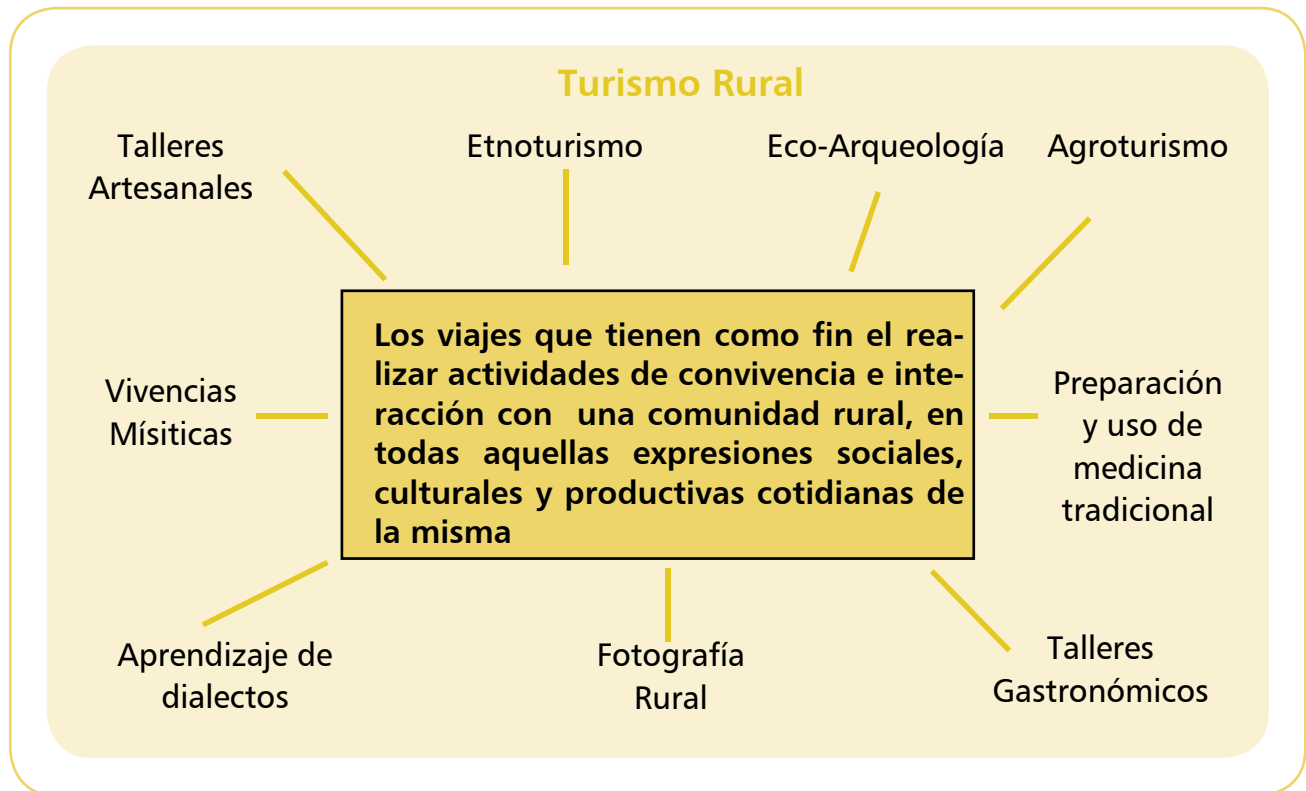 Turismo Rural
Talleres
Artesanales
Etnoturismo
Eco-Arqueología
Agroturismo
Los viajes que tienen como fin el rea-
lizar actividades de convivencia e inte-
racción con una comunidad rural, en
todas aquellas expresiones sociales,
culturales y productivas cotidianas de
la misma
Vivencias
Mísiticas
Preparación
y uso de
medicina
tradicional
Aprendizaje de
dialectos
Fotografía
Rural
Talleres
Gastronómicos